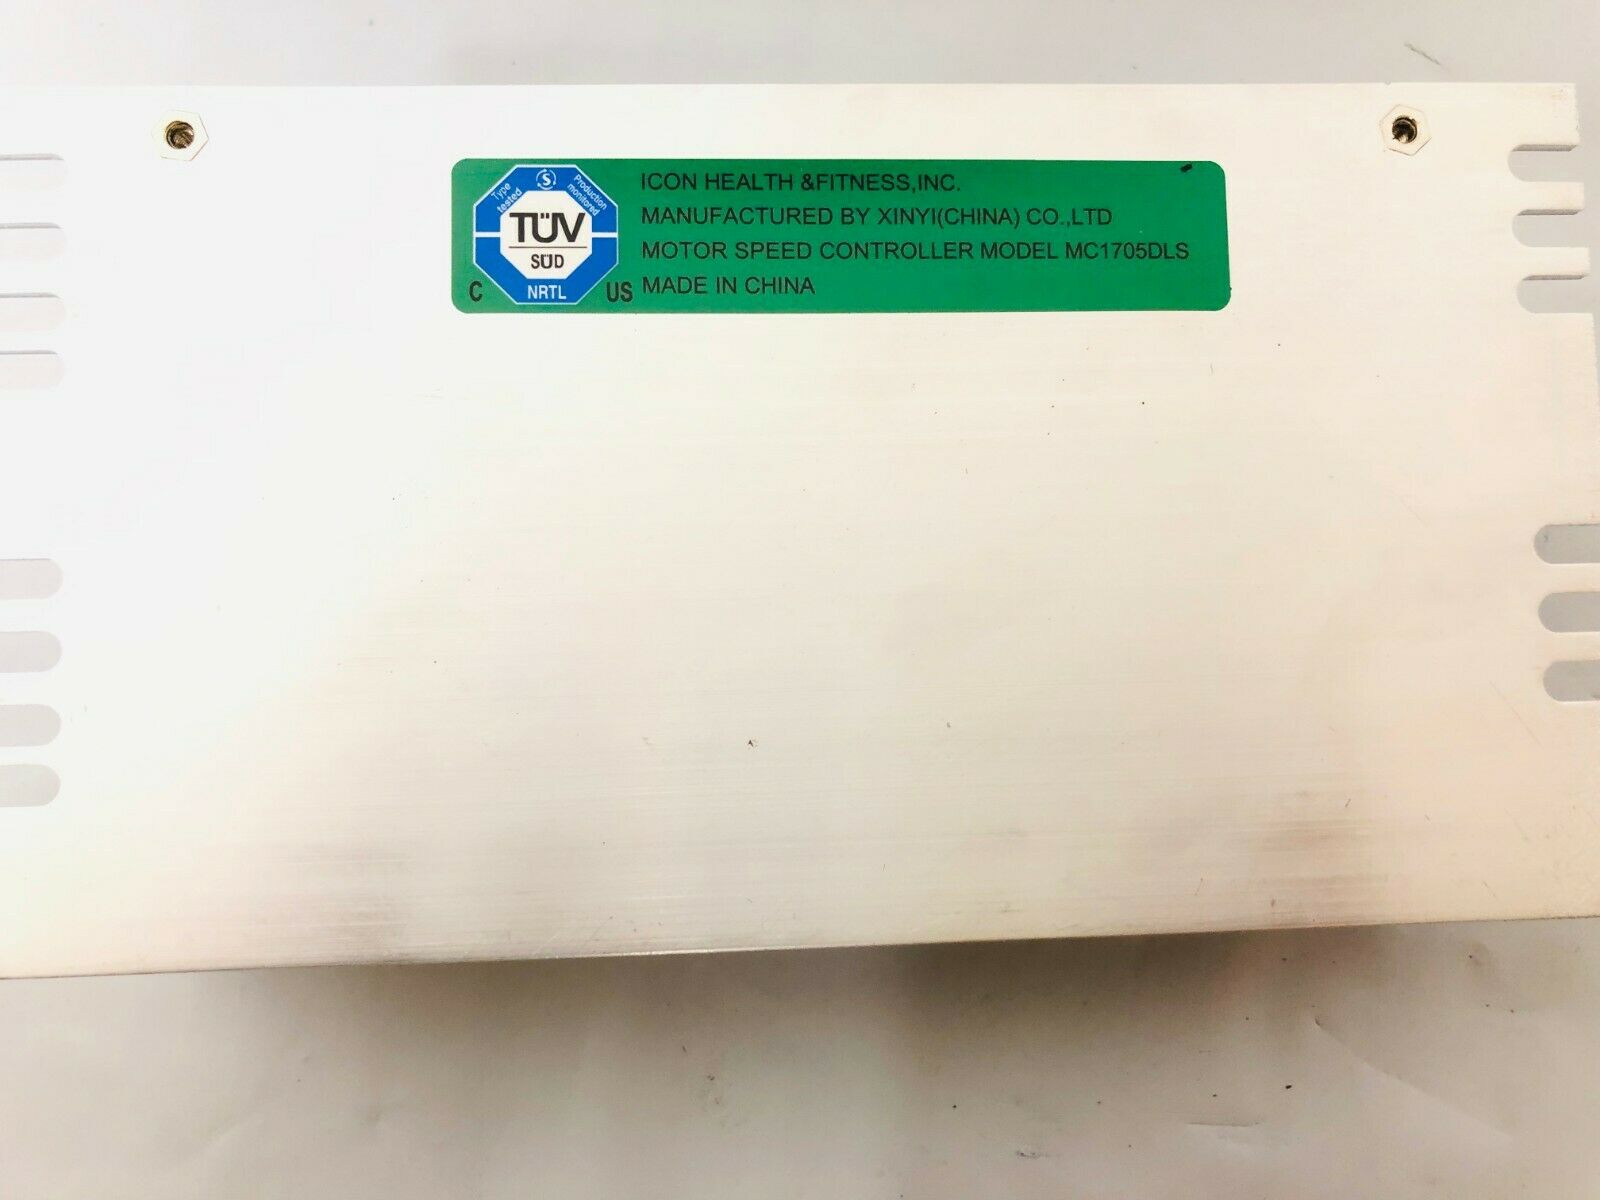 Type tested
S
Production monitored
TÜV
SÜD
C
NRTL
US
ICON HEALTH &FITNESS,INC.
MANUFACTURED BY XINYI(CHINA) CO.,LTD
MOTOR SPEED CONTROLLER MODEL MC1705DLS
MADE IN CHINA